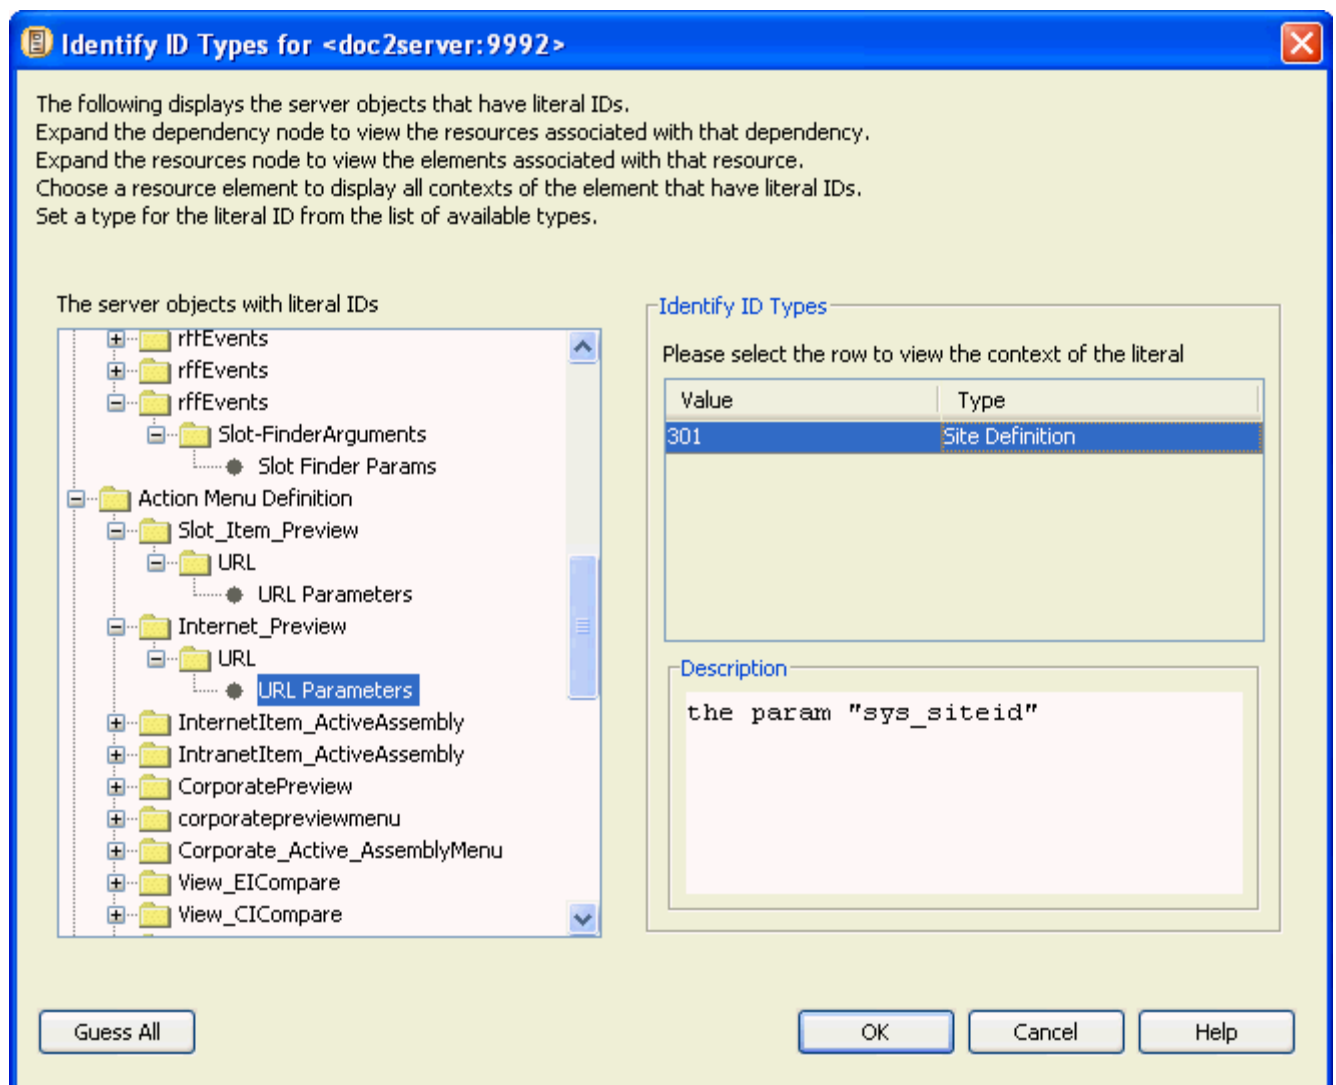 Identify ID Types for <doc2server:9992>
The following displays the server objects that have literal IDs.
Expand the dependency node to view the resources associated with that dependency.
Expand the resources node to view the elements associated with that resource.
Choose a resource element to display all contexts of the element that have literal IDs.
Set a type for the literal ID from the list of available types.
The server objects with literal IDs
rffEvents
rffEvents
rffEvents
Slot-FinderArguments
Slot Finder Params
Action Menu Definition
Slot_Item_Preview
URL
URL Parameters
Internet_Preview
URL
URL Parameters
InternetItem_ActiveAssembly
IntranetItem_ActiveAssembly
CorporatePreview
corporatepreviewmenu
Corporate_Active_AssemblyMenu
View_EICompare
View_CICompare
Identify ID Types
Please select the row to view the context of the literal
Value Type
301 Site Definition
Description
the param "sys_siteid"
Guess All OK Cancel Help